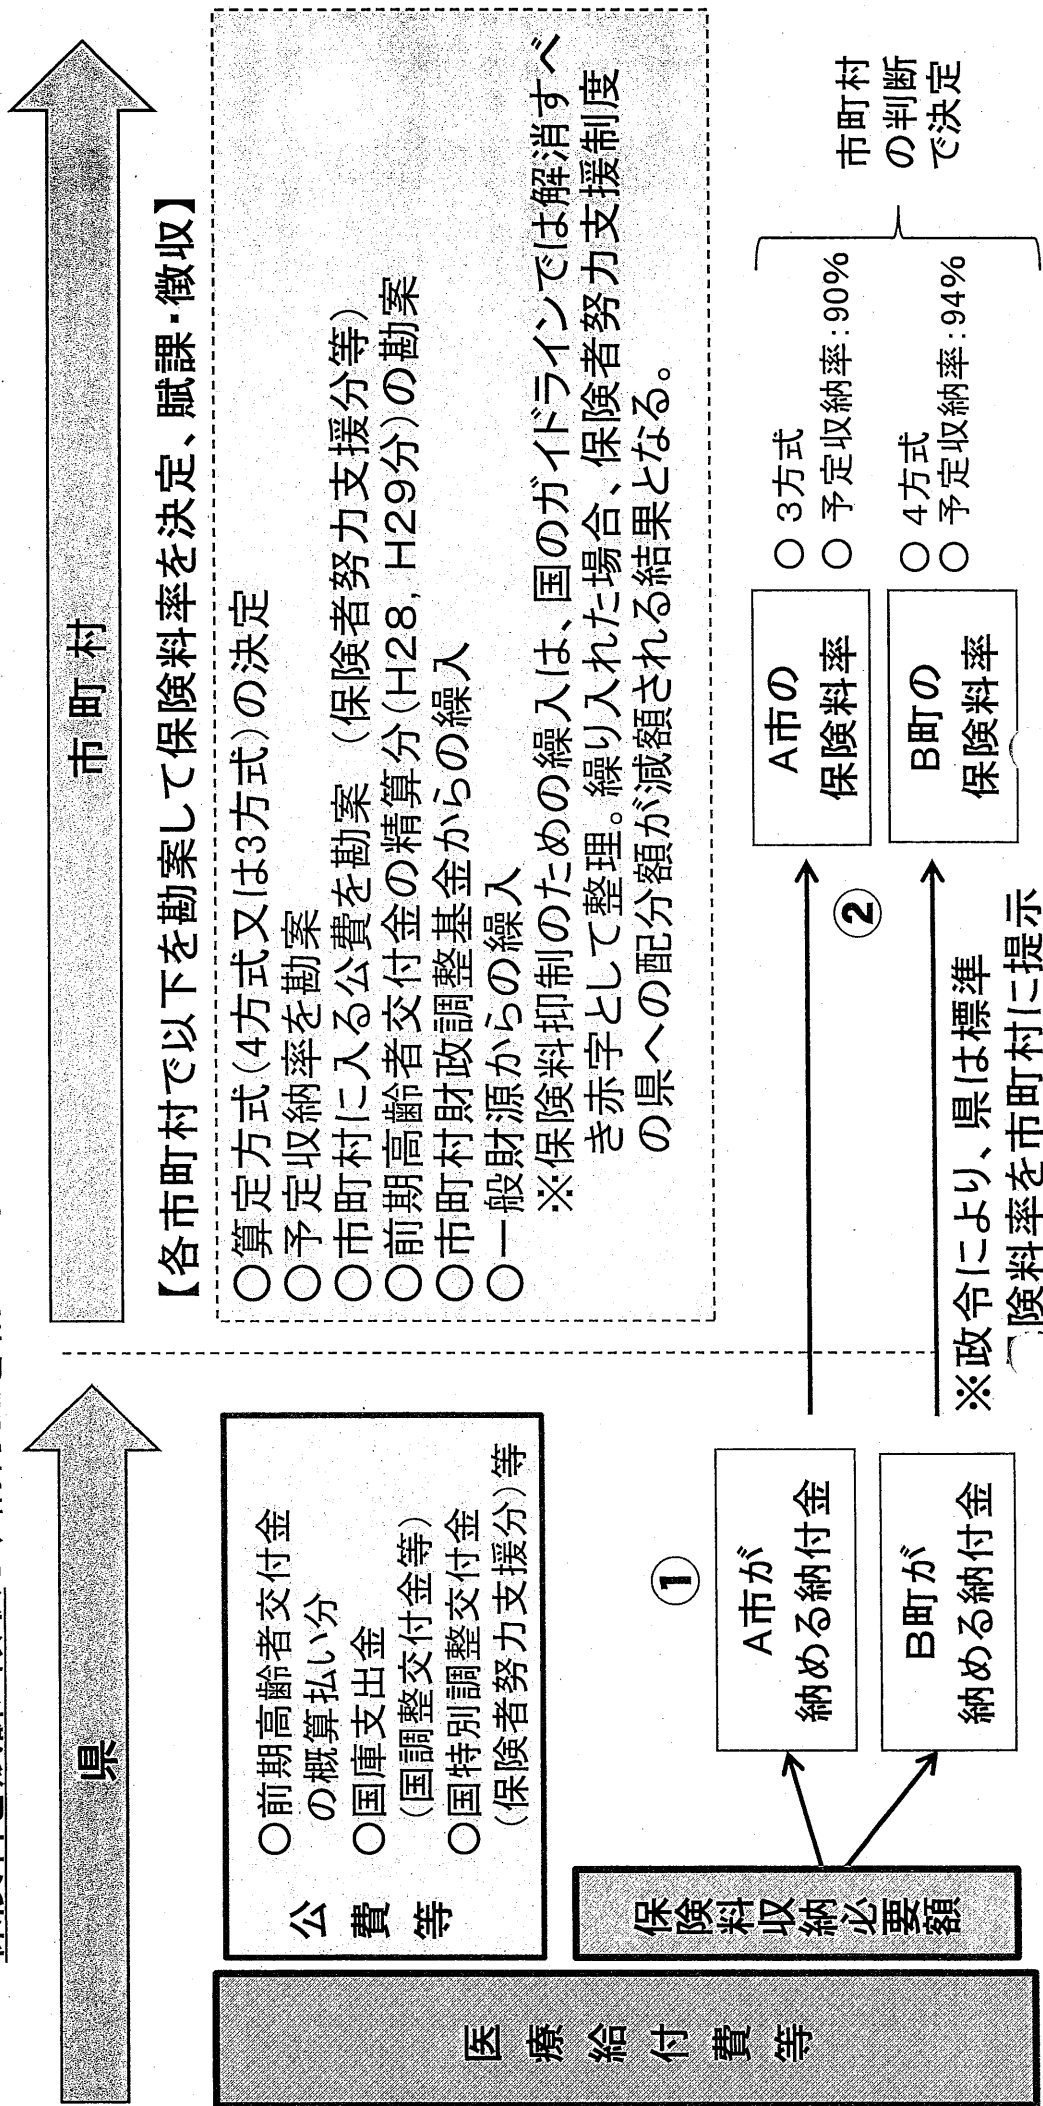 県
市町村
【各市町村で以下を勘案して保険料率を決定、賦課・徴収】
公費等
○前期高齢者交付金
の概算払い分
○国庫支出金
(国調整交付金等)
○国特別調整交付金
(保険者努力支援分)等
○算定方式(4方式又は3方式)の決定
○予定収納率を勘案
○市町村に入る公費を勘案(保険者努力支援分等)
○前期高齢者交付金の精算分(H28, H29分)の勘案
○市町村財政調整基金からの繰入
○一般財源からの繰入
※保険料抑制のための繰入は、国のガイドラインでは解消すべ
き赤字として整理。繰り入れた場合、保険者努力支援制度
の県への配分額が減額される結果となる。
医療給付費等
保険料収納必要額
①
A市が
納める納付金
B町が
納める納付金
②
A市の
保険料率
B町の
保険料率
○ 3方式
○ 予定収納率:90%
○ 4方式
○ 予定収納率:94%
市町村
の判断
で決定
※政令により、県は標準
険料率を市町村に提示